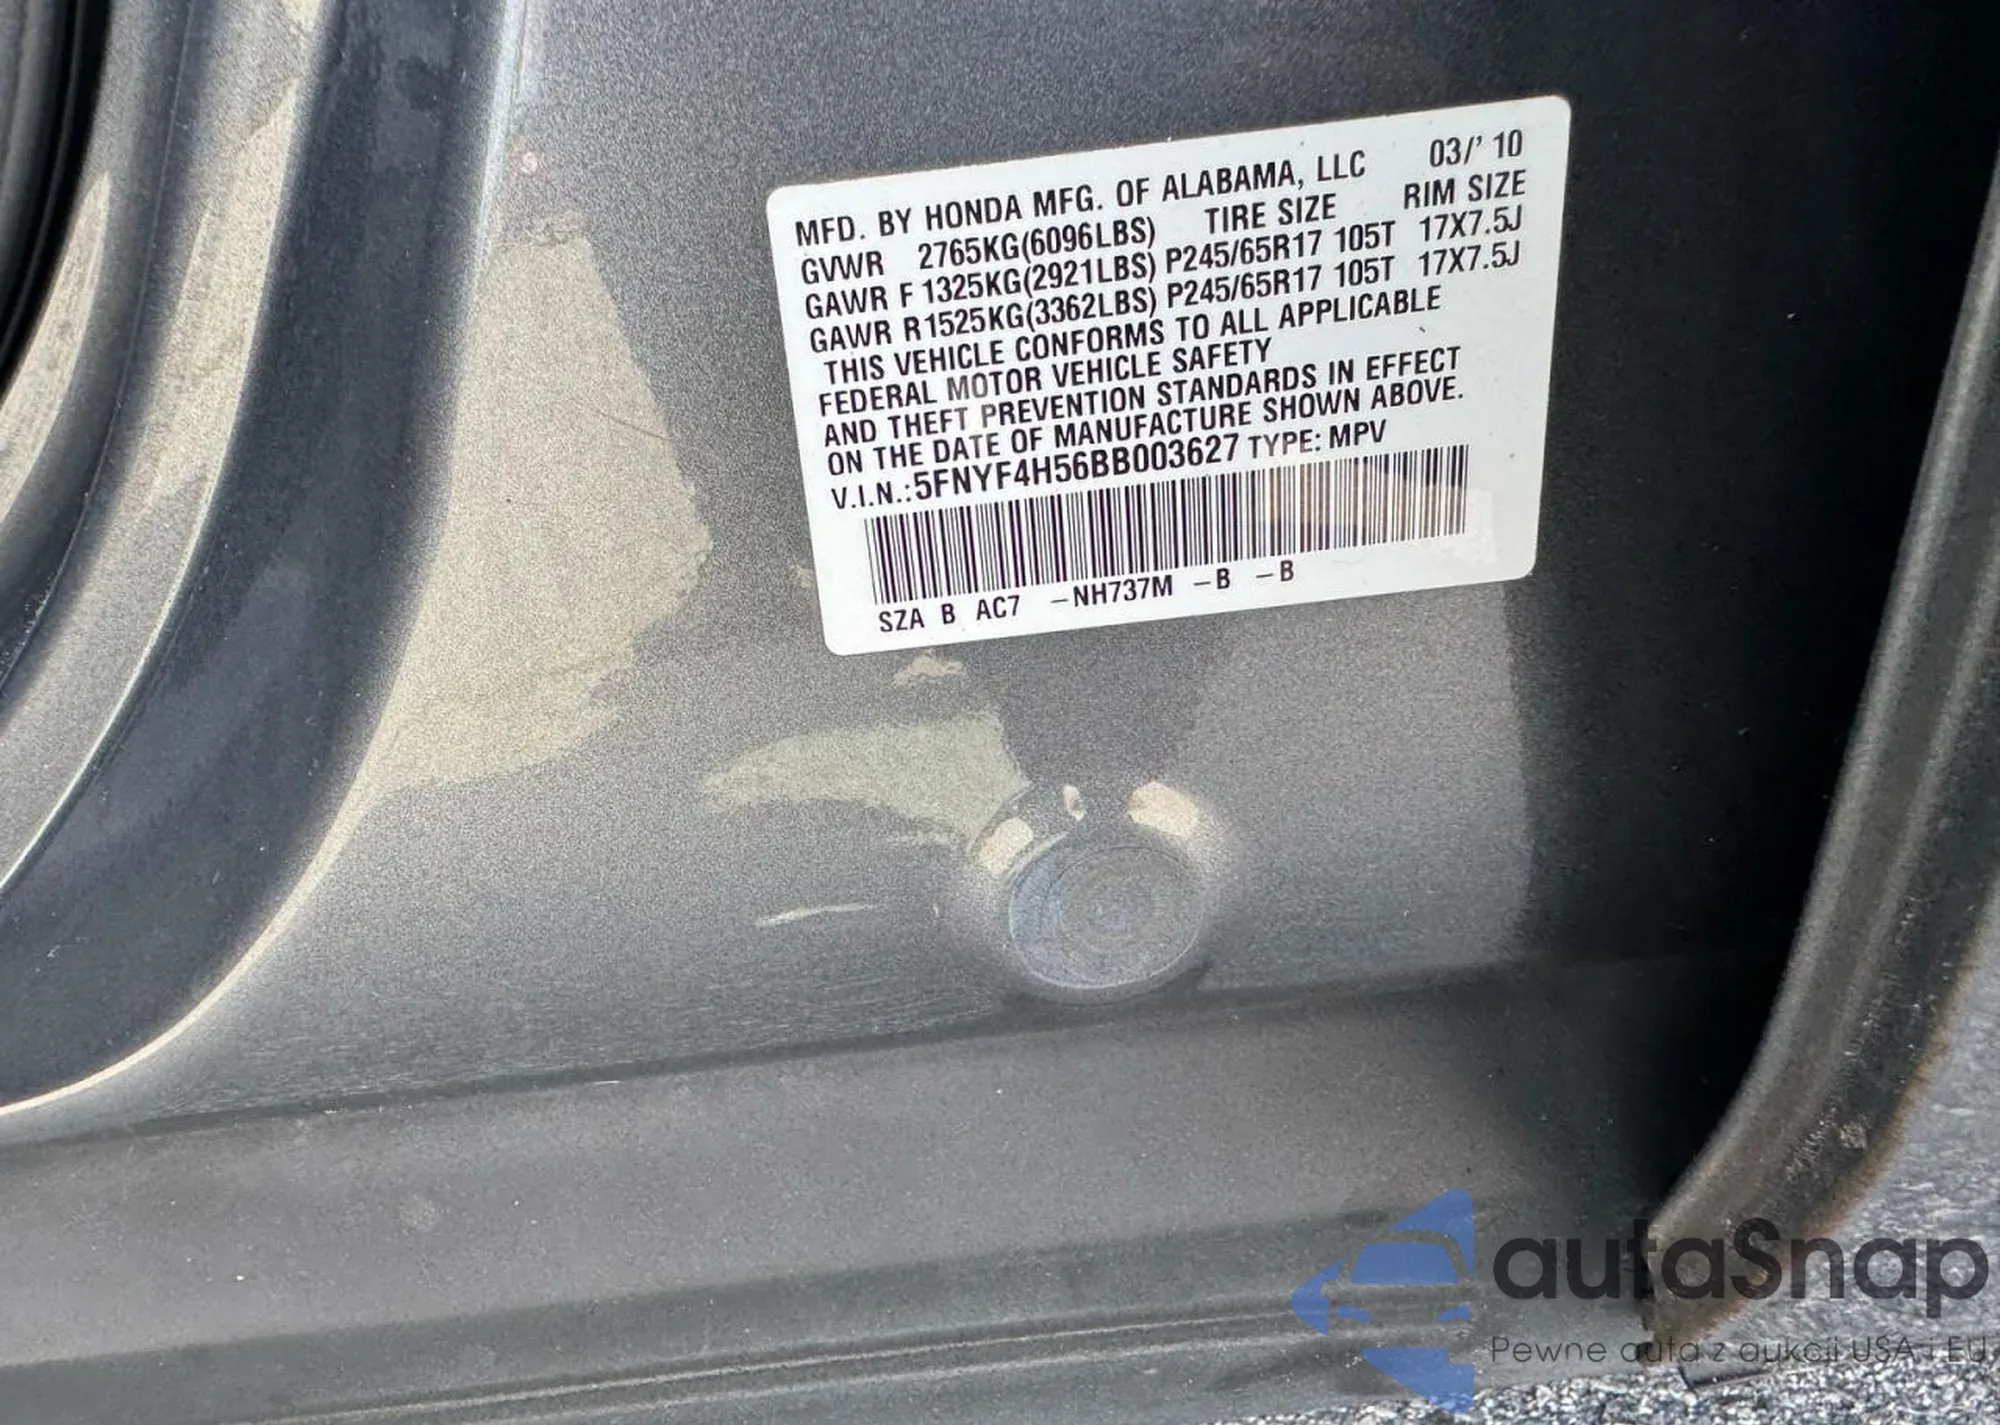 MFD. BY HONDA MFG. OF ALABAMA, LLC 03/' 10
GVWR 2765KG(6096LBS) TIRE SIZE RIM SIZE
GAWR F 1325KG(2921LBS) P245/65R17 105T 17X7.5J
GAWR R 1525KG(3362LBS) P245/65R17 105T 17X7.5J
THIS VEHICLE CONFORMS TO ALL APPLICABLE
FEDERAL MOTOR VEHICLE SAFETY
AND THEFT PREVENTION STANDARDS IN EFFECT
ON THE DATE OF MANUFACTURE SHOWN ABOVE.
V.I.N.: 5FNYF4H56BB003627 TYPE: MPV
SZA B AC7 -NH737M -B -B
autaSnap
Pewne auta z aukcji USA i EU